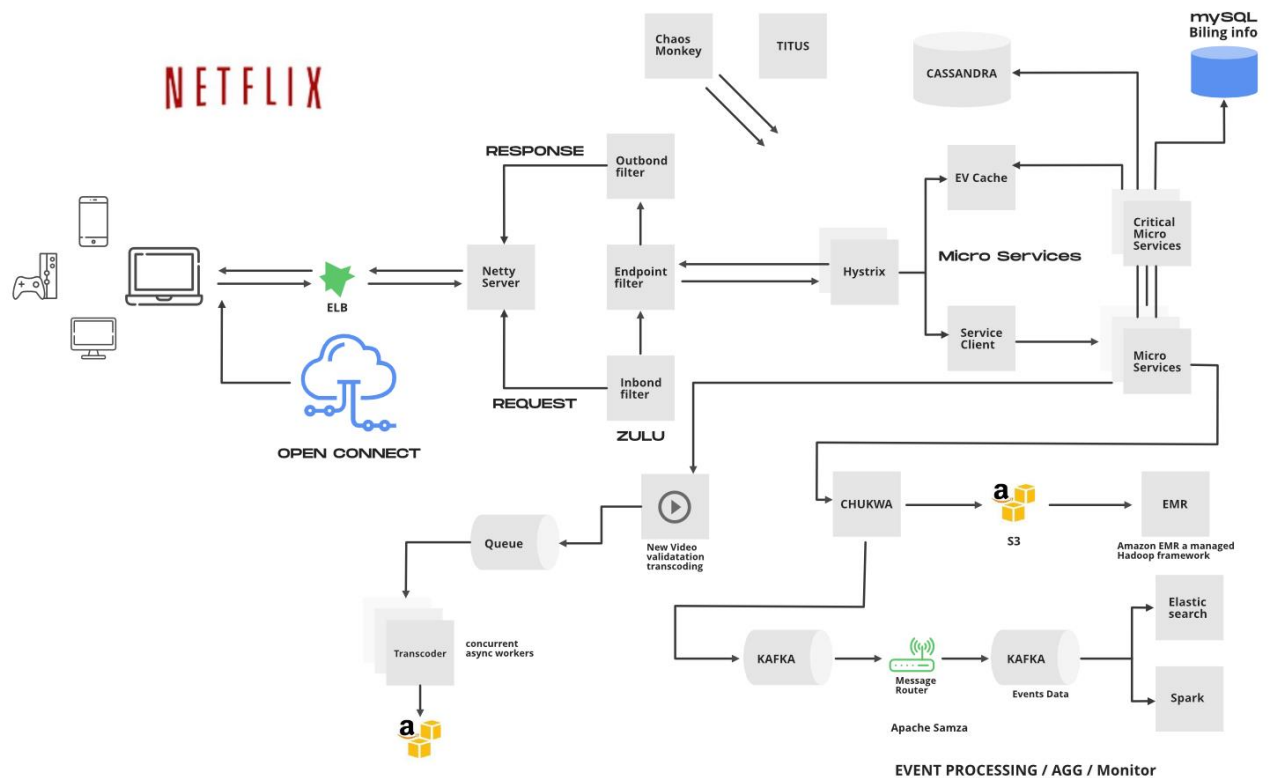 NETFLIX
Chaos
Monkey
TITUS
CASSANDRA
mySQL
Biling info
RESPONSE
Outbond
filter
EV Cache
Critical
Micro
Services
Netty
Server
Endpoint
filter
Hystrix
Micro Services
ELB
Service
Client
Micro
Services
REQUEST
Inbond
filter
ZULU
OPEN CONNECT
Queue
New Video
validatation
transcoding
CHUKWA
a
S3
EMR
Amazon EMR a managed
Hadoop framework
Transcoder
concurrent
async workers
KAFKA
Message
Router
KAFKA
Events Data
Elastic
search
Spark
Apache Samza
a
EVENT PROCESSING / AGG / Monitor